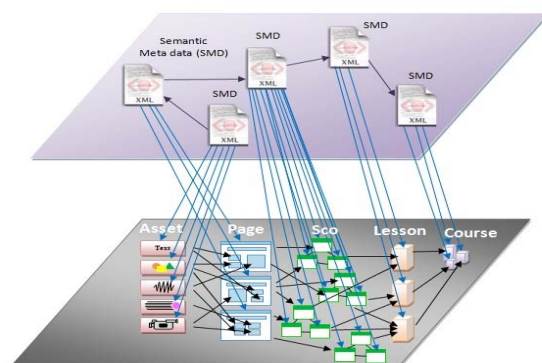 SMD
SMD
Semantic
Meta data (SMD)
XML
XML
SMD
SMD
XML
XML
XML
Asset
Page
Sco
Lesson
Course
Text